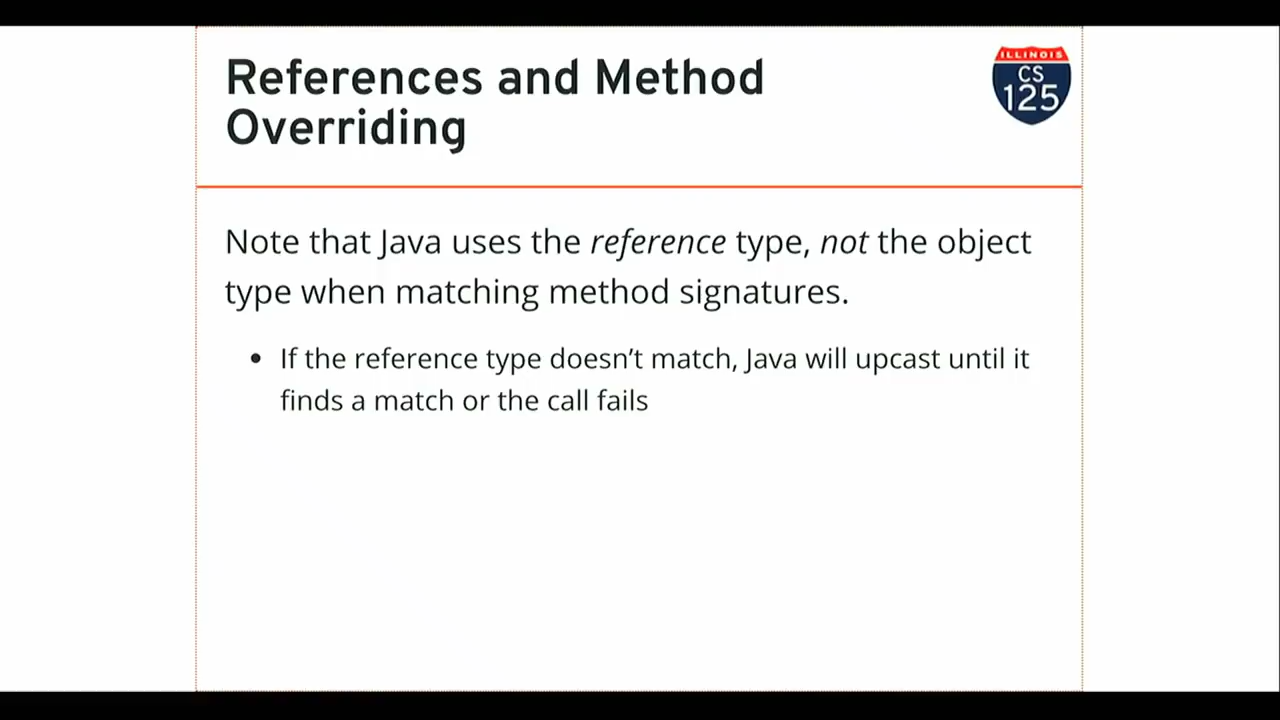 References and Method
Overriding
ILLINOIS
CS
125
Note that Java uses the reference type, not the object
type when matching method signatures.
• If the reference type doesn’t match, Java will upcast until it
finds a match or the call fails